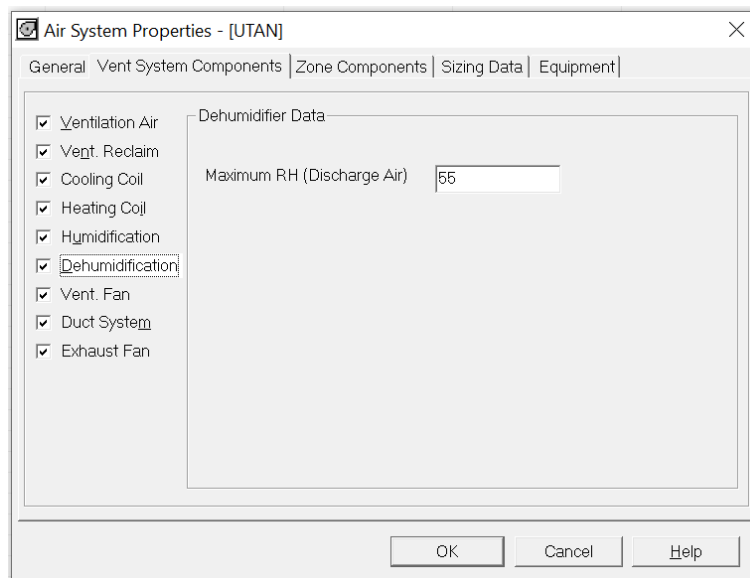 Air System Properties - [UTAN]
General
Vent System Components
Zone Components
Sizing Data
Equipment
Ventilation Air
Vent. Reclaim
Cooling Coil
Heating Coil
Humidification
Dehumidification
Vent. Fan
Duct System
Exhaust Fan
Dehumidifier Data
Maximum RH (Discharge Air)
55
OK
Cancel
Help